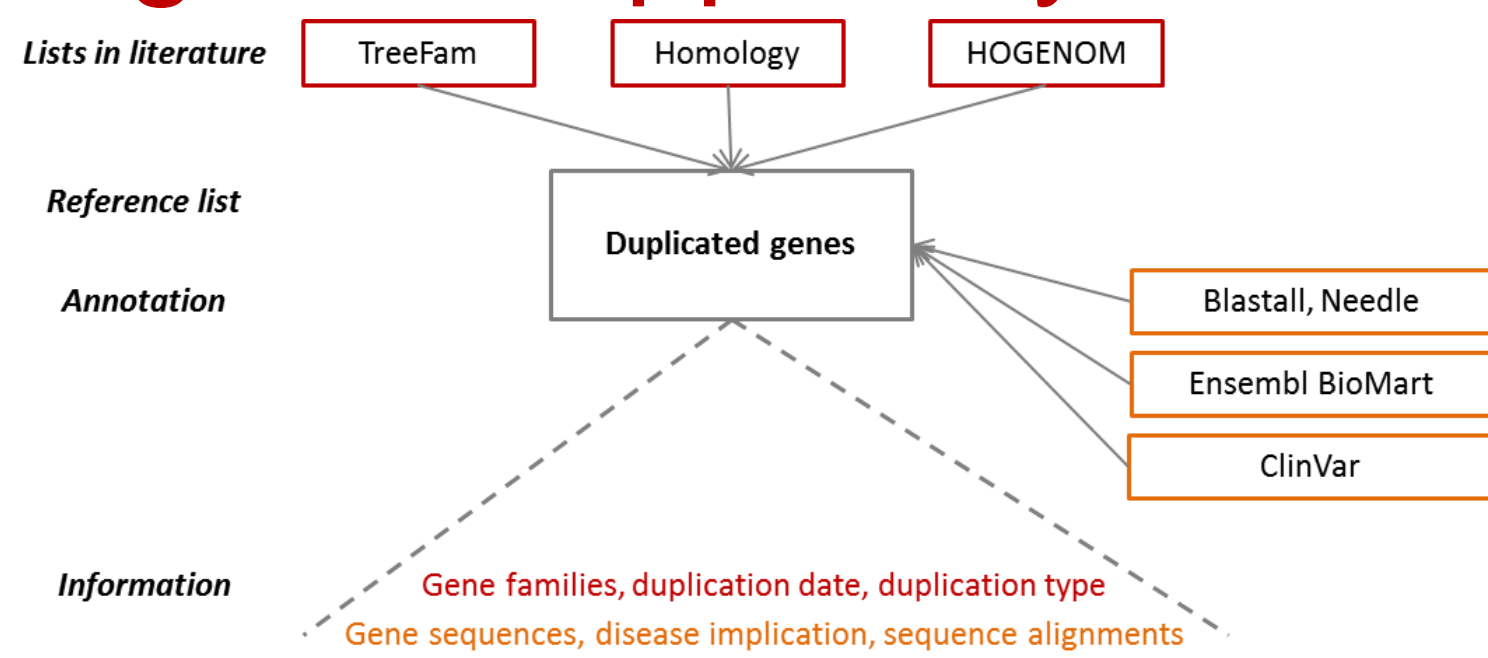 Lists in literature
TreeFam
Homology
HOGENOM
Reference list
Duplicated genes
Annotation
Blastall, Needle
Ensembl BioMart
ClinVar
Information
Gene families, duplication date, duplication type
Gene sequences, disease implication, sequence alignments